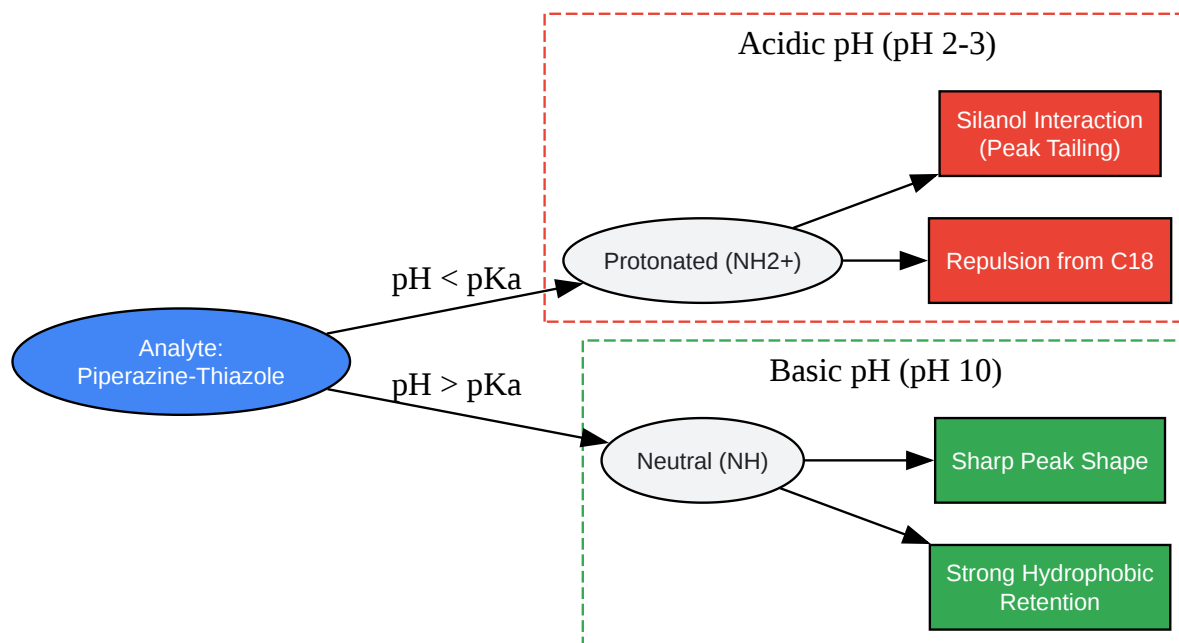 Acidic pH (pH 2-3)
Silanol Interaction
(Peak Tailing)
Protonated (NH2+)
Repulsion from C18
pH < pKa
Analyte:
Piperazine-Thiazole
pH > pKa
Basic pH (pH 10)
Neutral (NH)
Sharp Peak Shape
Strong Hydrophobic
Retention